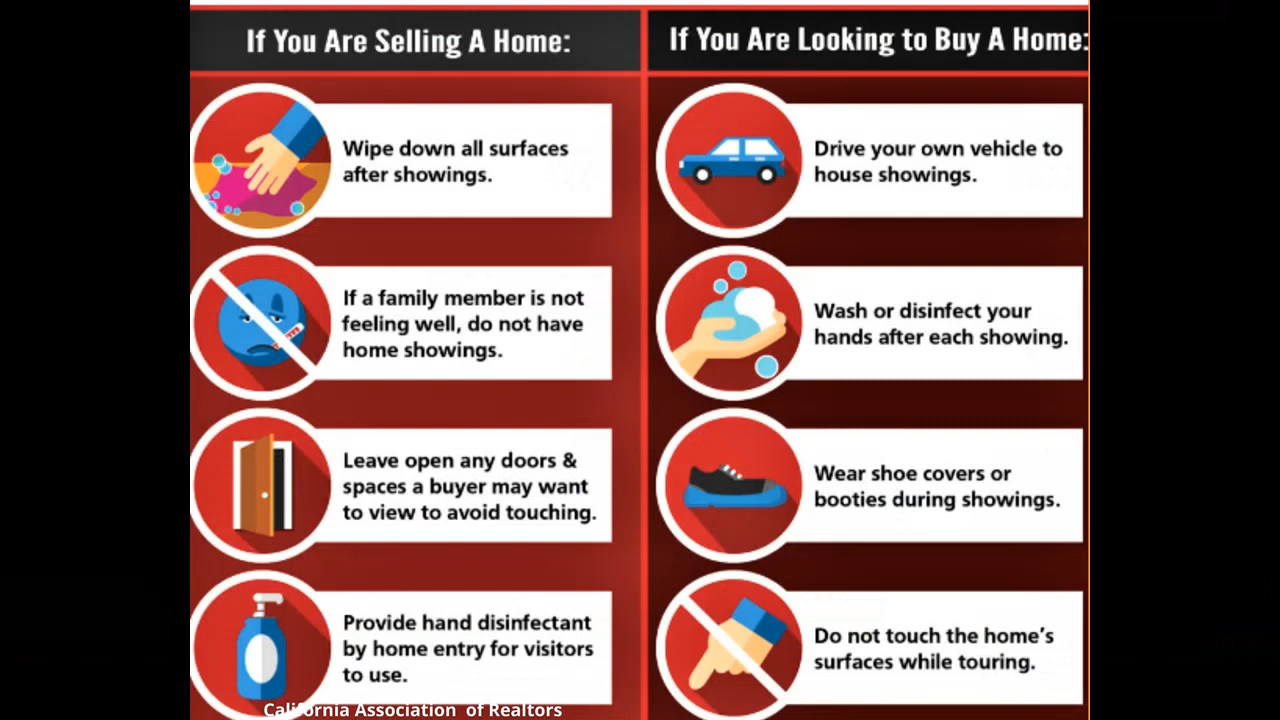 If You Are Selling A Home:
Wipe down all surfaces
after showings.
If a family member is not
feeling well, do not have
home showings.
Leave open any doors &
spaces a buyer may want
to view to avoid touching.
Provide hand disinfectant
by home entry for visitors
to use.
California Association of Realtors
If You Are Looking to Buy A Home:
Drive your own vehicle to
house showings.
Wash or disinfect your
hands after each showing.
Wear shoe covers or
booties during showings.
Do not touch the home's
surfaces while touring.